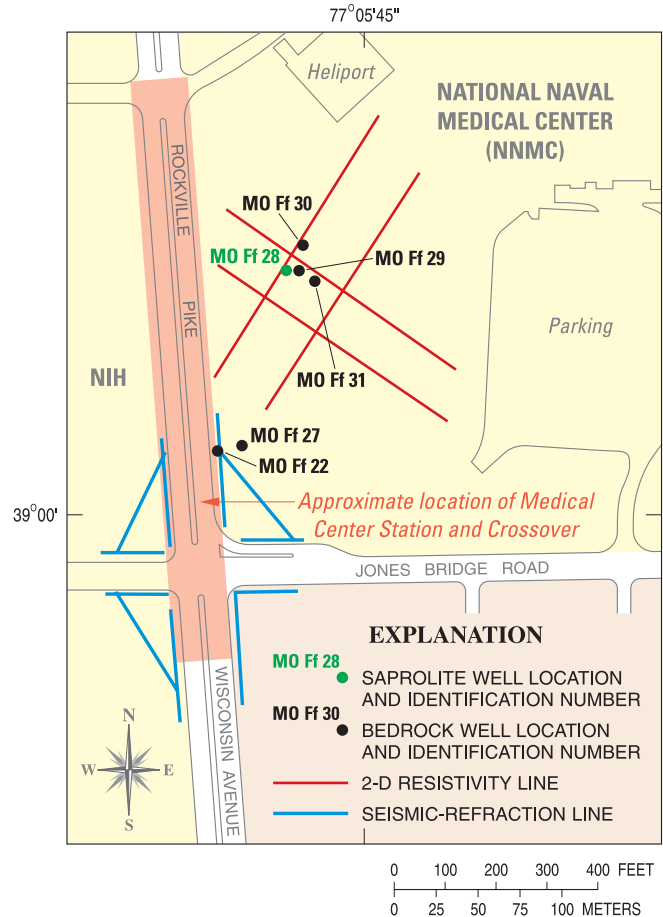 77°05'45"
Heliport
NATIONAL NAVAL
MEDICAL CENTER
(NNMC)
ROCKVILLE
PIKE
MO Ff 30
MO Ff 28
MO Ff 29
MO Ff 31
Parking
NIH
MO Ff 27
MO Ff 22
39°00'
Approximate location of Medical
Center Station and Crossover
JONES BRIDGE ROAD
WISCONSIN AVENUE
EXPLANATION
MO Ff 28
SAPROLITE WELL LOCATION
AND IDENTIFICATION NUMBER
MO Ff 30
BEDROCK WELL LOCATION
AND IDENTIFICATION NUMBER
2-D RESISTIVITY LINE
SEISMIC-REFRACTION LINE
N
W E
S
0 100 200 300 400 FEET
0 25 50 75 100 METERS